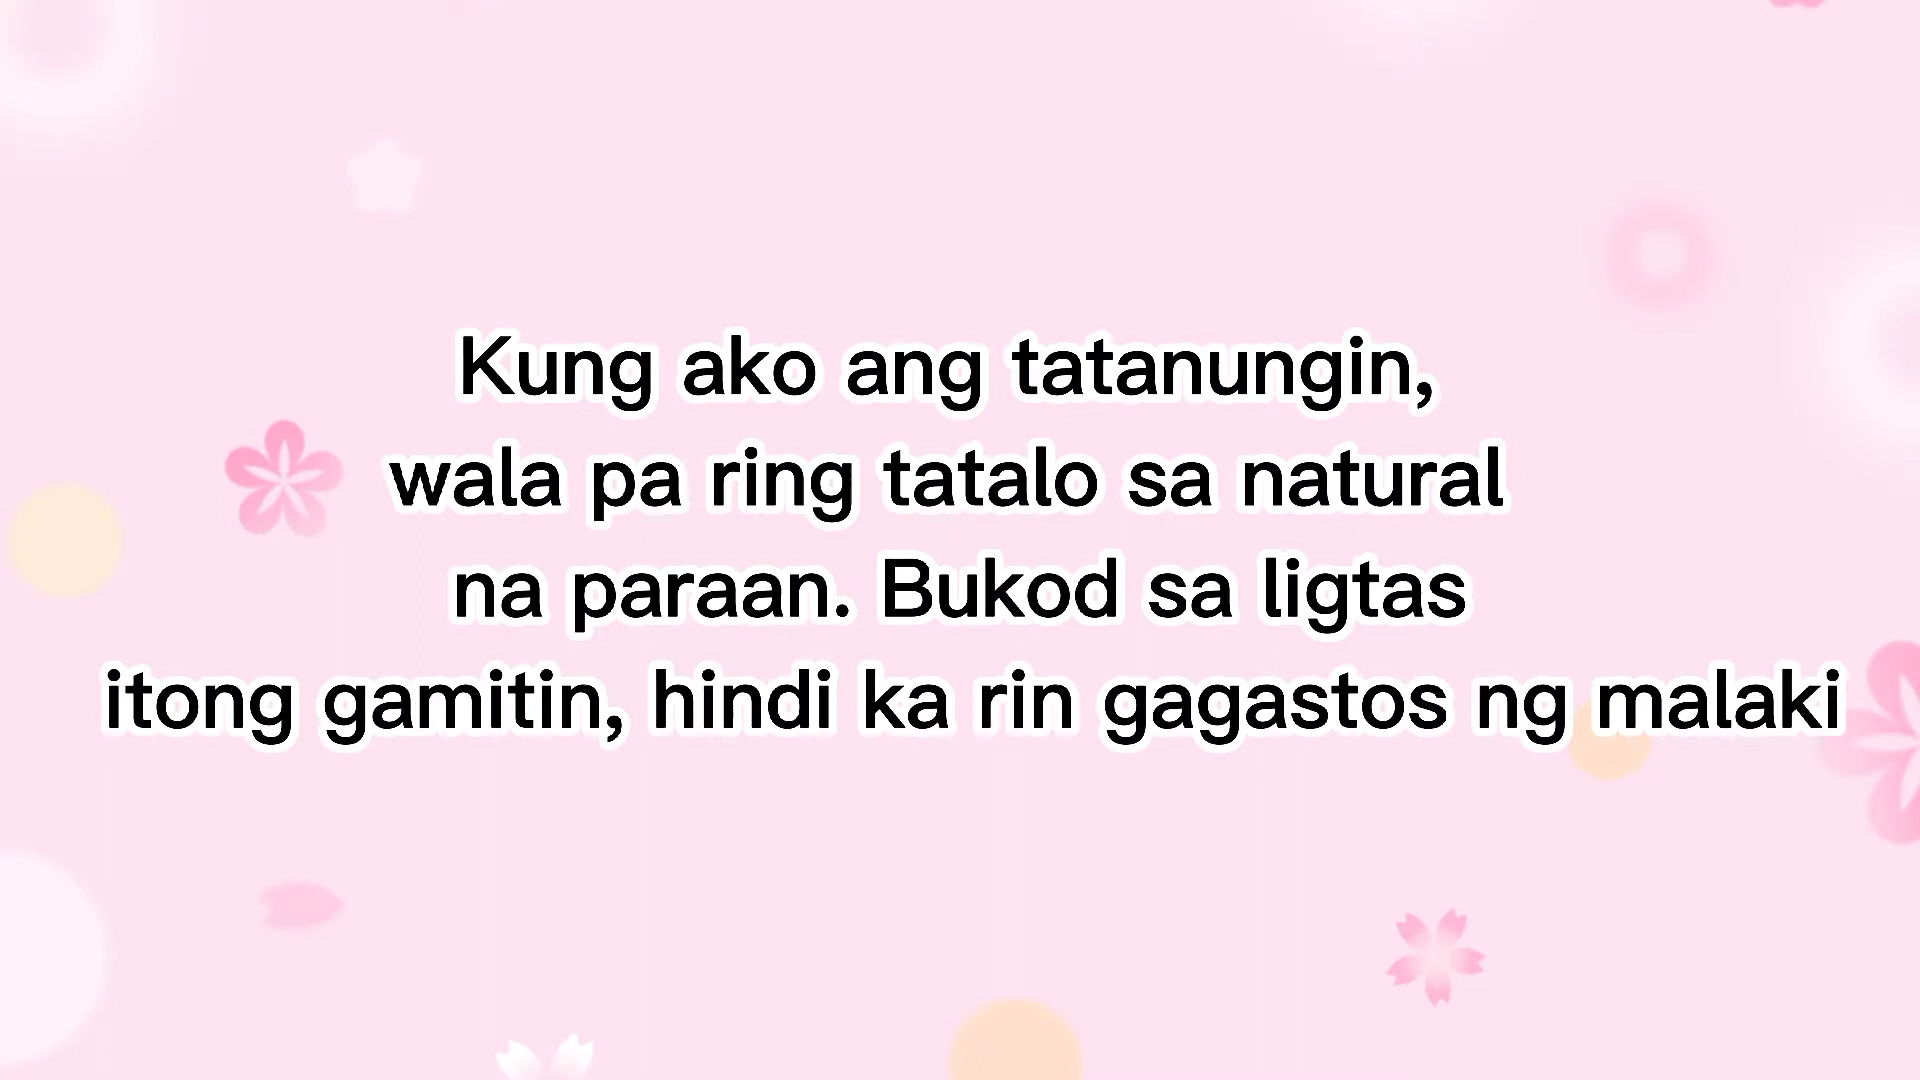 Kung ako ang tatanungin,
wala pa ring tatalo sa natural
na paraan. Bukod sa ligtas
itong gamitin, hindi ka rin gagastos ng malaki